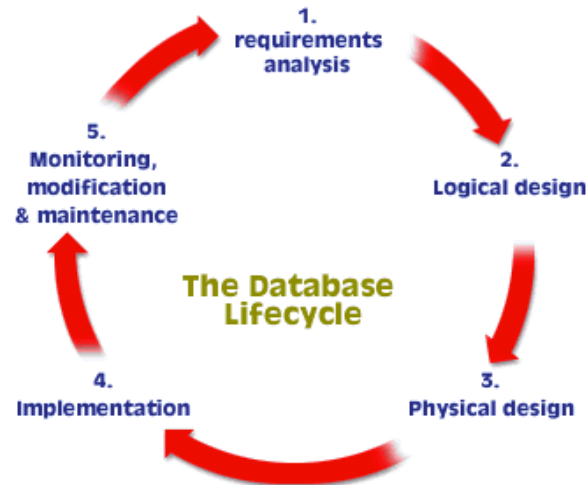 1.
requirements
analysis
2.
Logical design
3.
Physical design
4.
Implementation
5.
Monitoring,
modification
& maintenance
The Database
Lifecycle